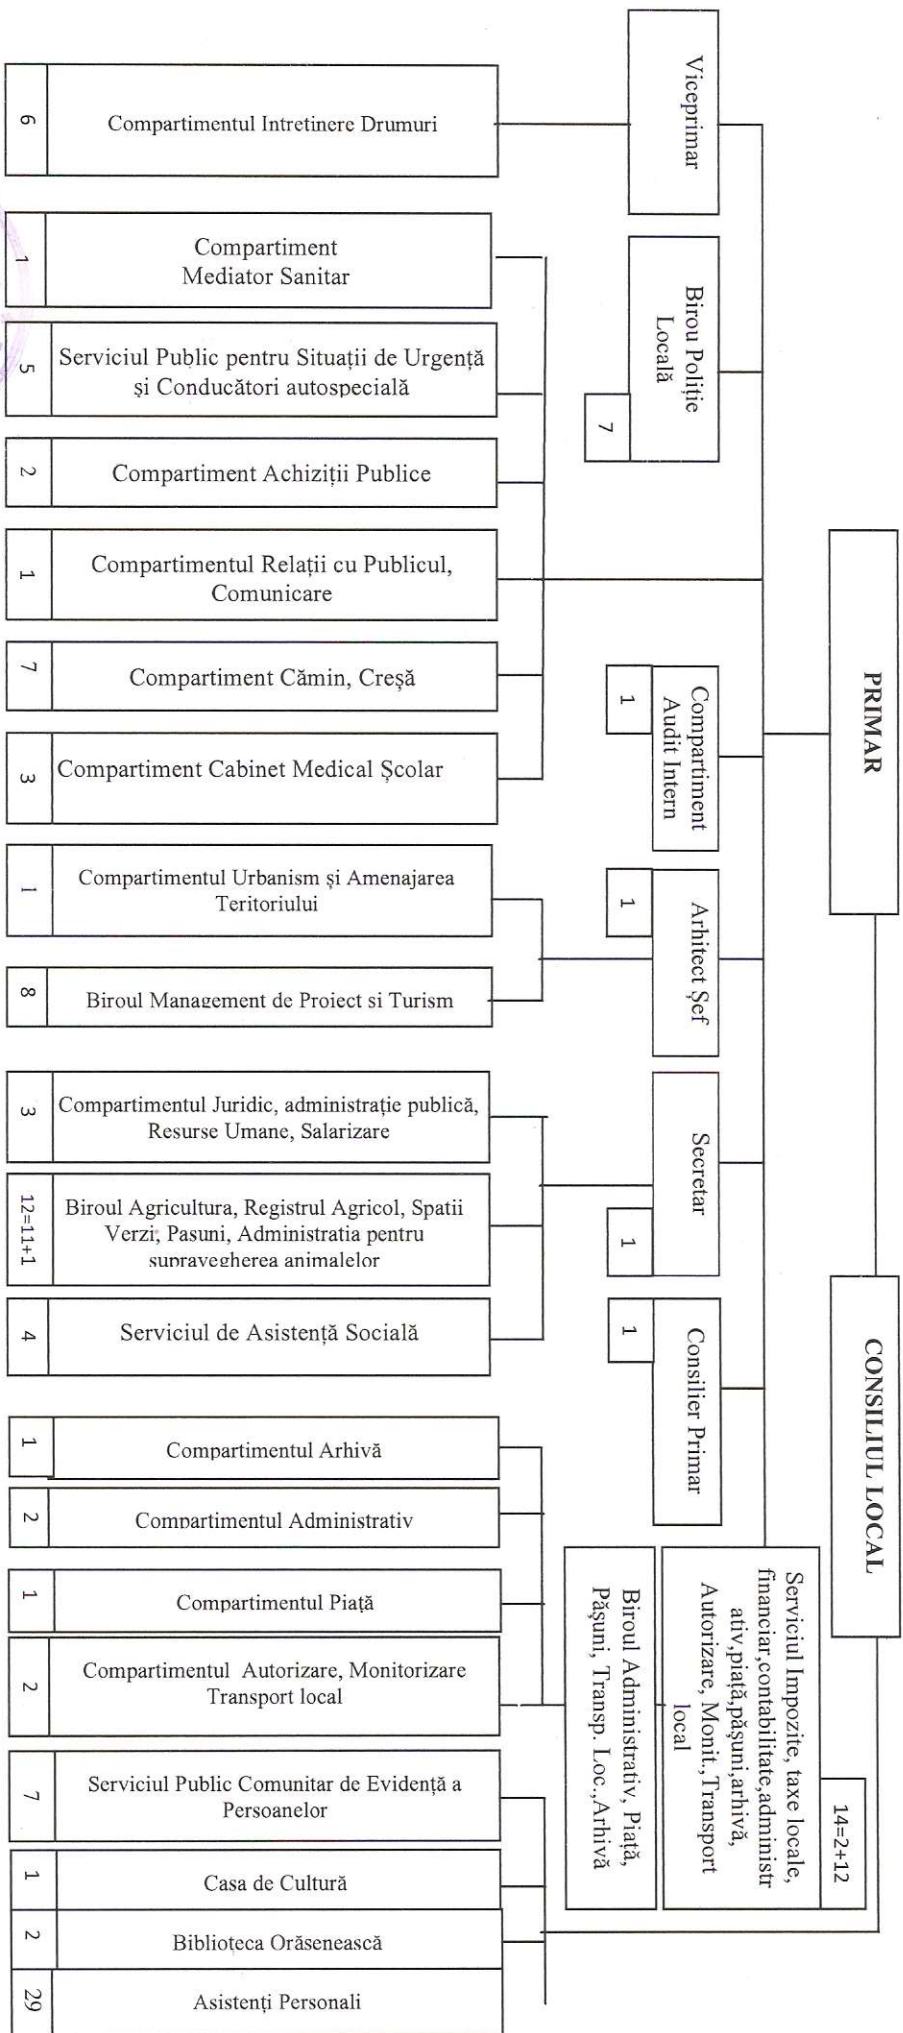 PRIMAR
CONSILIUL LOCAL
Viceprimar
Birou Poliție
Locală
7
Compartiment
Audit Intern
1
Arhitect Șef
1
Secretar
1
Consilier Primar
1
14=2+12
Serviciul Impozite, taxe locale,
financiar,contabilitate,administr
ativ,piață,pășuni,arhivă,
Autorizare, Monit.,Transport
local
Biroul Administrativ, Piață,
Pășuni, Transp. Loc.,Arhivă
Compartimentul Intretinere Drumuri
6
Compartiment
Mediator Sanitar
1
Serviciul Public pentru Situații de Urgență
și Conducători autospecială
5
Compartiment Achiziții Publice
2
Compartimentul Relații cu Publicul,
Comunicare
1
Compartiment Cămin, Creșă
7
Compartiment Cabinet Medical Școlar
3
Compartimentul Urbanism și Amenajarea
Teritoriului
1
Biroul Management de Proiect si Turism
8
Compartimentul Juridic, administrație publică,
Resurse Umane, Salarizare
3
Biroul Agricultura, Registrul Agricol, Spatii
Verzi, Pasuni, Administratia pentru
supravegherea animalelor
12=11+1
Serviciul de Asistență Socială
4
Compartimentul Arhivă
1
Compartimentul Administrativ
2
Compartimentul Piață
1
Compartimentul Autorizare, Monitorizare
Transport local
2
Serviciul Public Comunitar de Evidență a
Persoanelor
7
Casa de Cultură
1
Biblioteca Orăsenească
2
Asistenți Personali
29